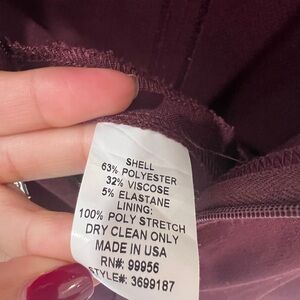 SHELL
63% POLYESTER
32% VISCOSE
5% ELASTANE
LINING:
100% POLY STRETCH
DRY CLEAN ONLY
MADE IN USA
RN#: 99956
STYLE#: 3699187